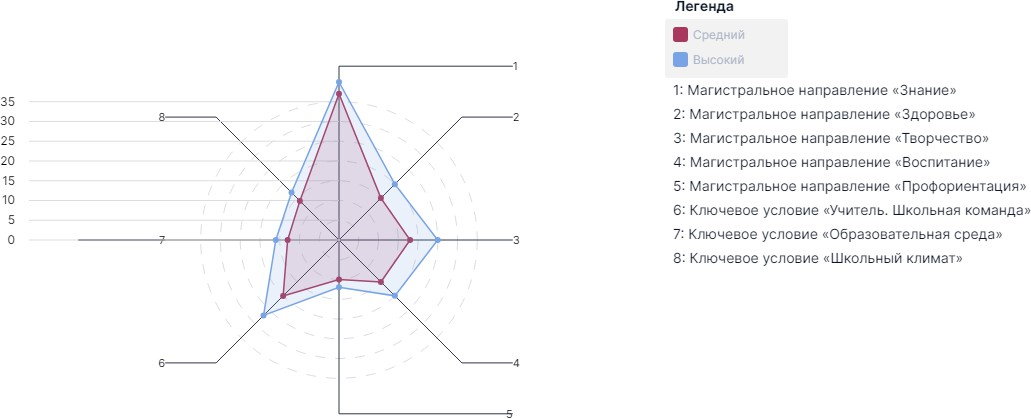 Легенда
Средний
Высокий
1: Магистральное направление «Знание»
2: Магистральное направление «Здоровье»
3: Магистральное направление «Творчество»
4: Магистральное направление «Воспитание»
5: Магистральное направление «Профориентация»
6: Ключевое условие «Учитель. Школьная команда»
7: Ключевое условие «Образовательная среда»
8: Ключевое условие «Школьный климат»
35
30
25
20
15
10
5
0
1
2
3
4
5
6
7
8